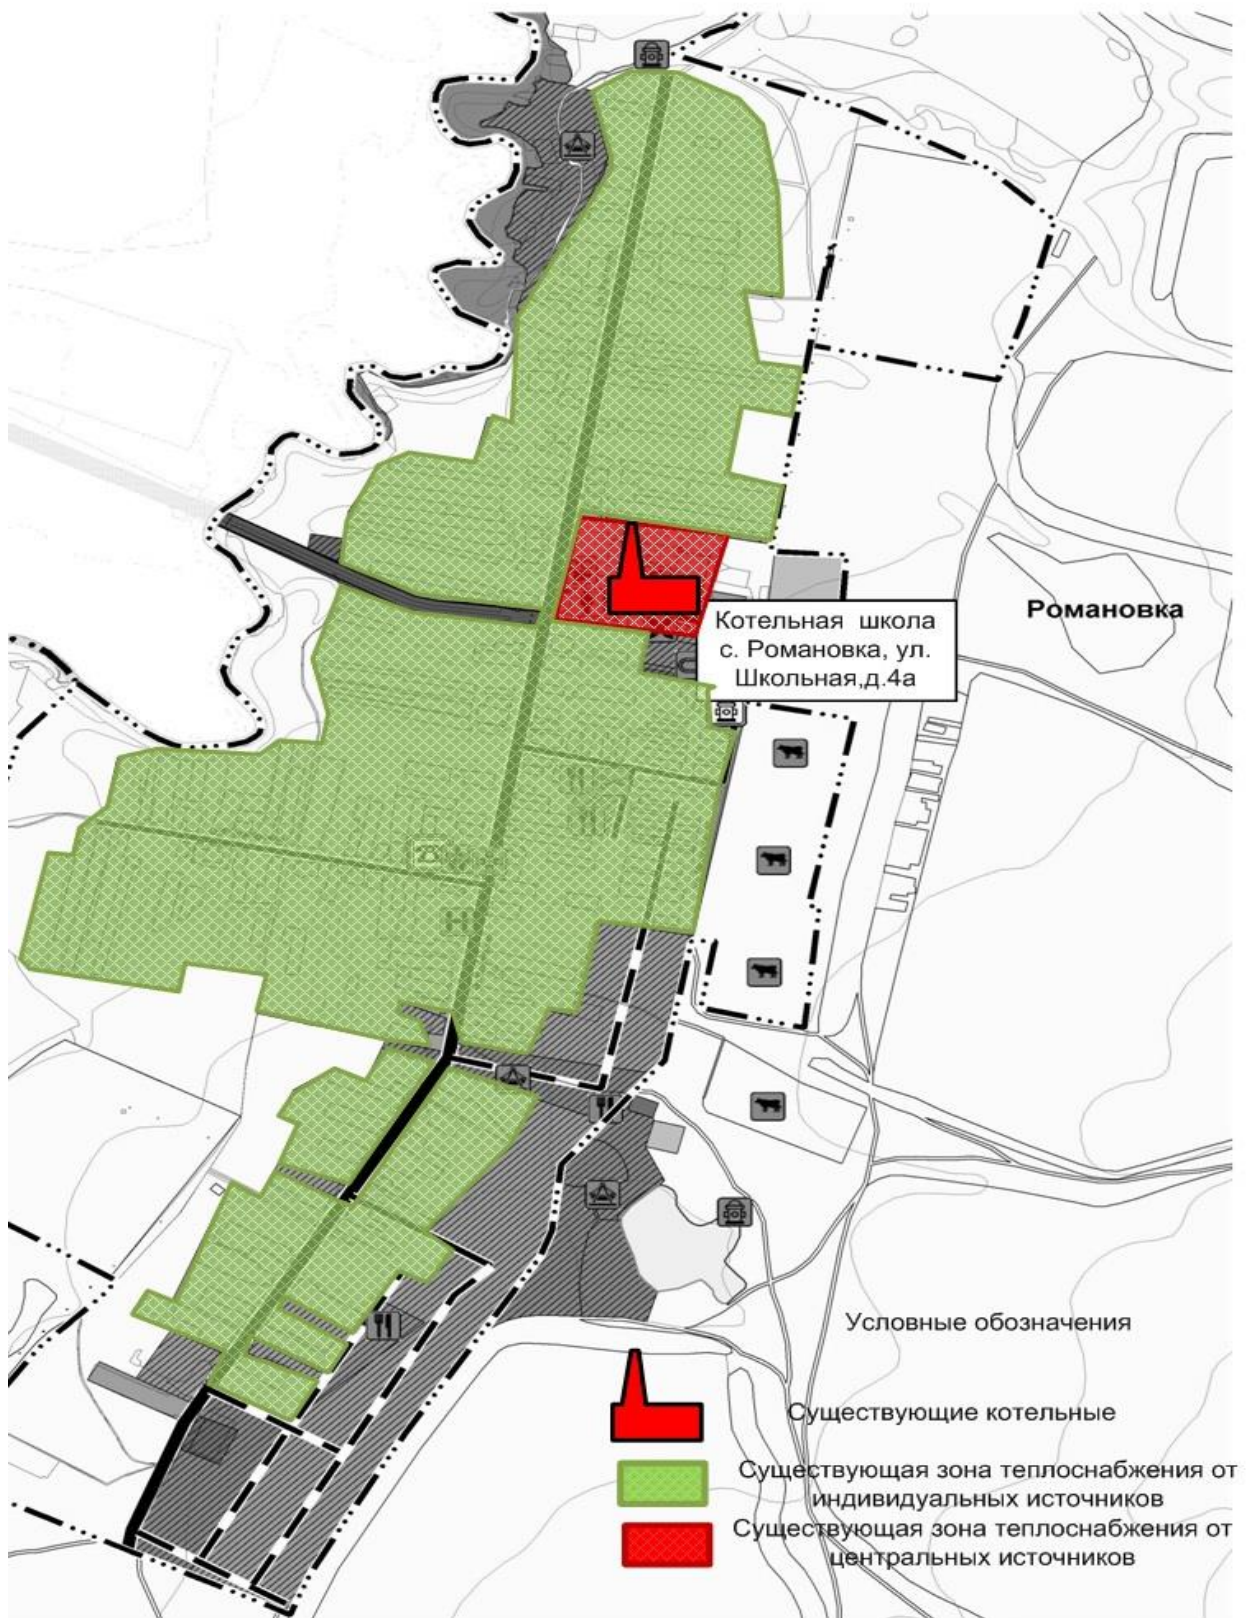 Котельная школа
с. Романовка, ул.
Школьная,д.4а
Романовка
Условные обозначения
Существующие котельные
Существующая зона теплоснабжения от
индивидуальных источников
Существующая зона теплоснабжения от
центральных источников